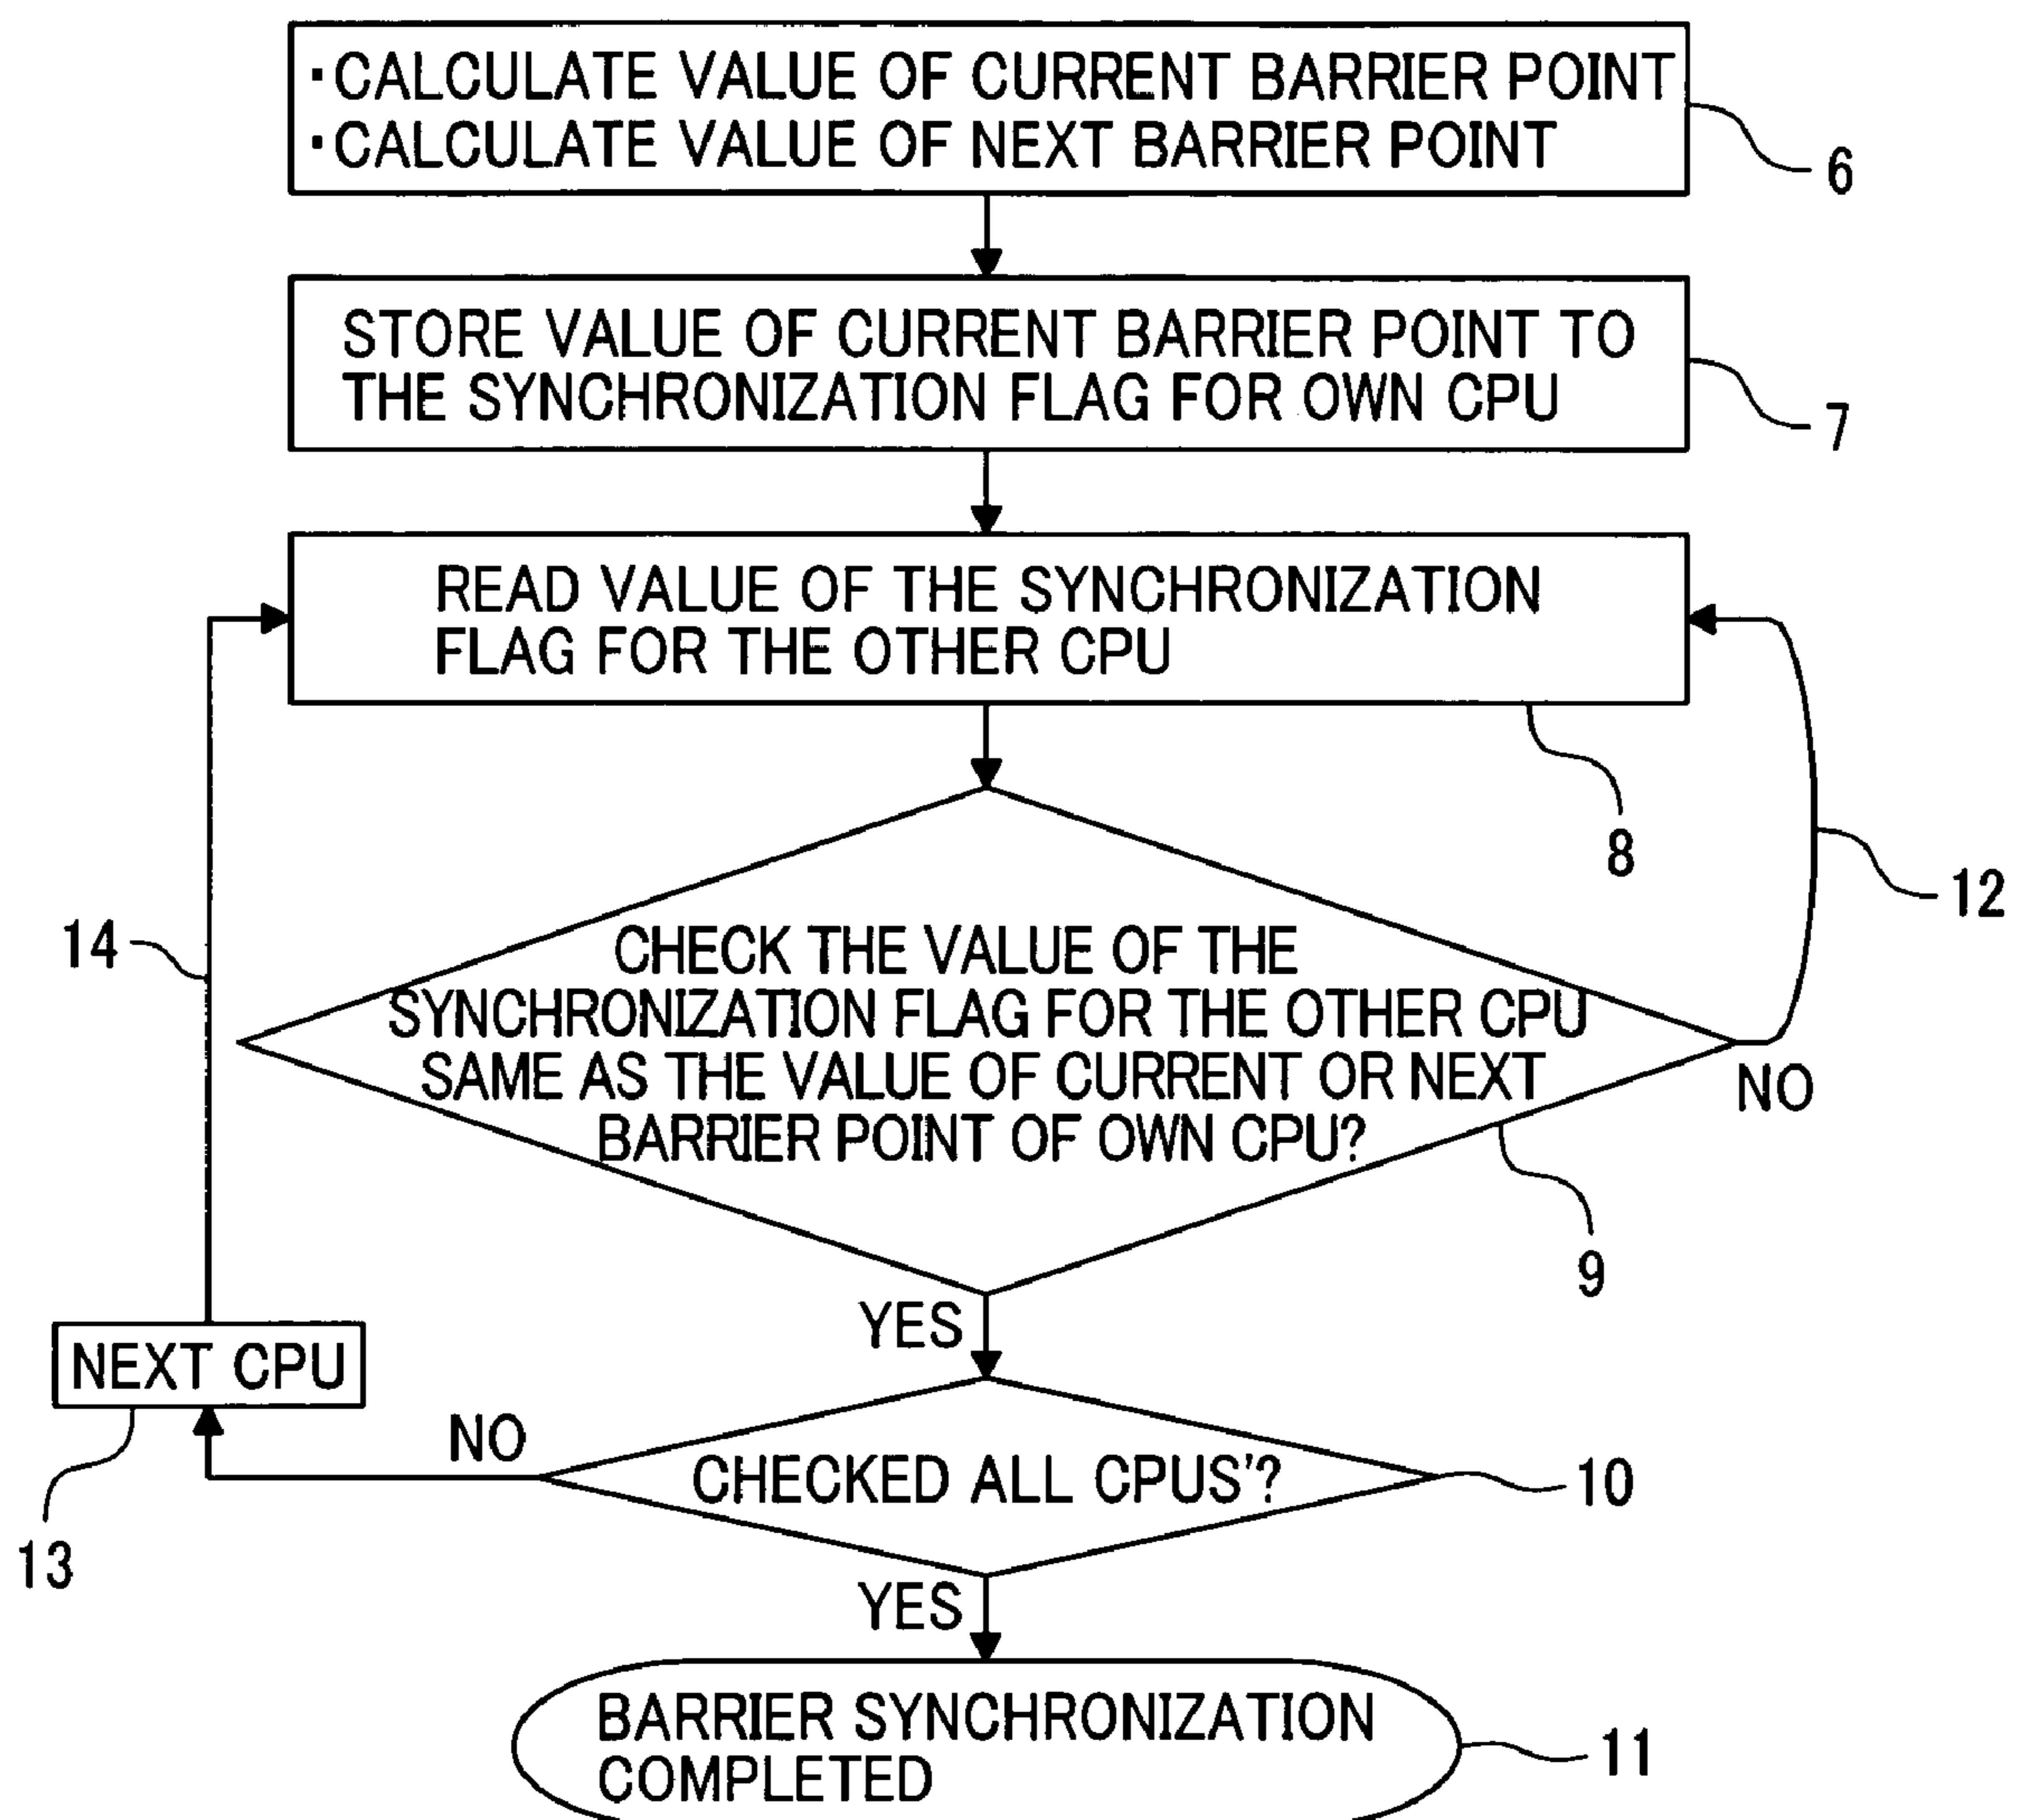 ·CALCULATE VALUE OF CURRENT BARRIER POINT
·CALCULATE VALUE OF NEXT BARRIER POINT
6
STORE VALUE OF CURRENT BARRIER POINT TO
THE SYNCHRONIZATION FLAG FOR OWN CPU
7
READ VALUE OF THE SYNCHRONIZATION
FLAG FOR THE OTHER CPU
8
12
14
CHECK THE VALUE OF THE
SYNCHRONIZATION FLAG FOR THE OTHER CPU
SAME AS THE VALUE OF CURRENT OR NEXT
BARRIER POINT OF OWN CPU?
NO
9
YES
NEXT CPU
NO
CHECKED ALL CPUS'?
10
13
YES
BARRIER SYNCHRONIZATION
COMPLETED
11